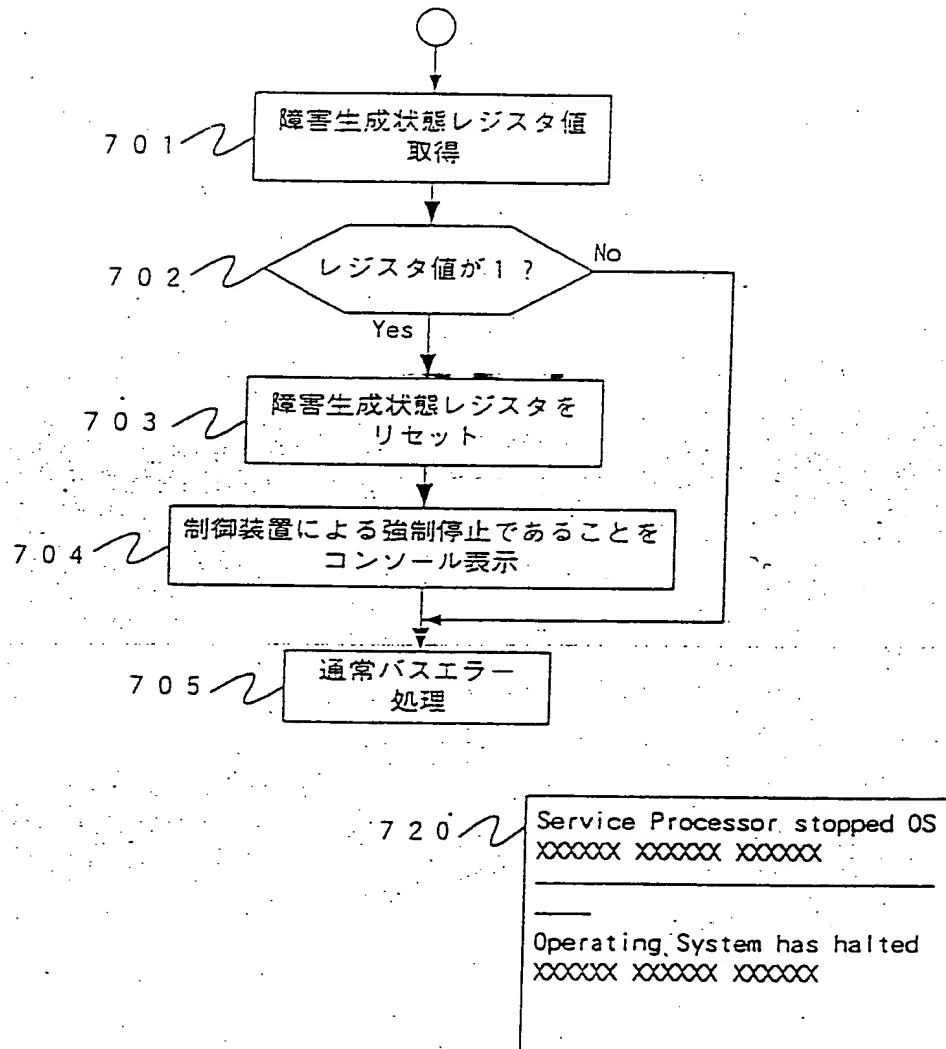 701
障害生成状態レジスタ値
取得
702
レジスタ値が1?
No
Yes
703
障害生成状態レジスタを
リセット
704
制御装置による強制停止であることを
コンソール表示
705
通常バスエラー
処理
720
Service Processor stopped OS
XXXXXX XXXXXX XXXXXX
Operating System has halted
XXXXXX XXXXXX XXXXXX